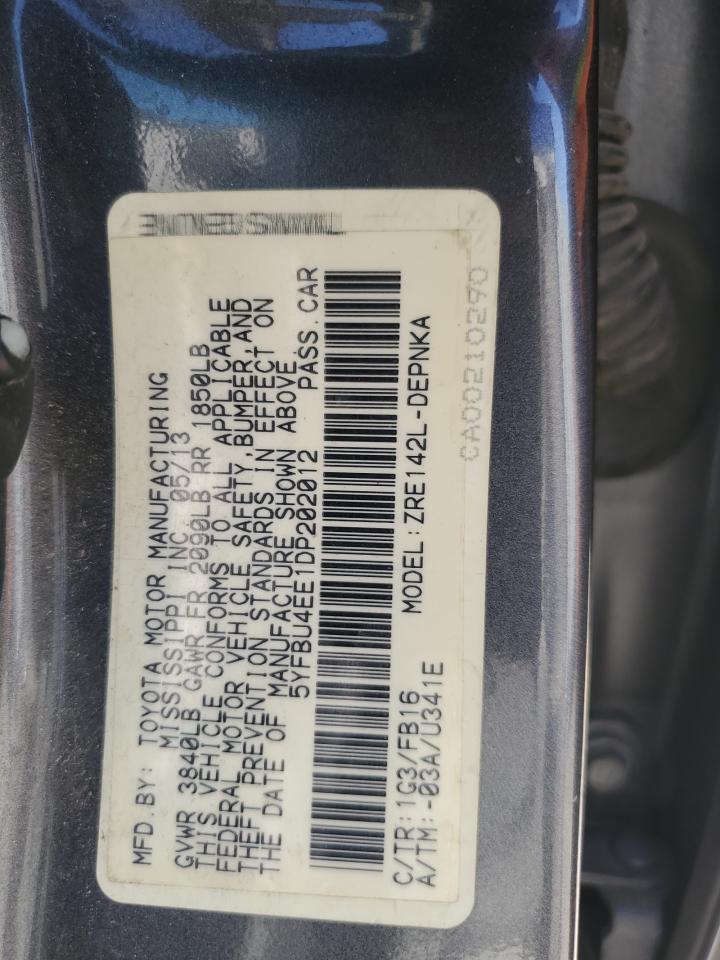 MFD. BY: TOYOTA MOTOR MANUFACTURING
MISSISSIPPI INC. 05/13
GVWR 3840LB GAWR FR 2090LB RR 1850LB
THIS VEHICLE CONFORMS TO ALL APPLICABLE
FEDERAL MOTOR VEHICLE SAFETY, BUMPER, AND
THEFT PREVENTION STANDARDS IN EFFECT ON
THE DATE OF MANUFACTURE SHOWN ABOVE.
5YFBU4EE1DP202012 PASS. CAR
MODEL: ZRE142L-DEPNKA
C/TR: 1G3/FB16
A/TM: -03A/U341E
CA00210290